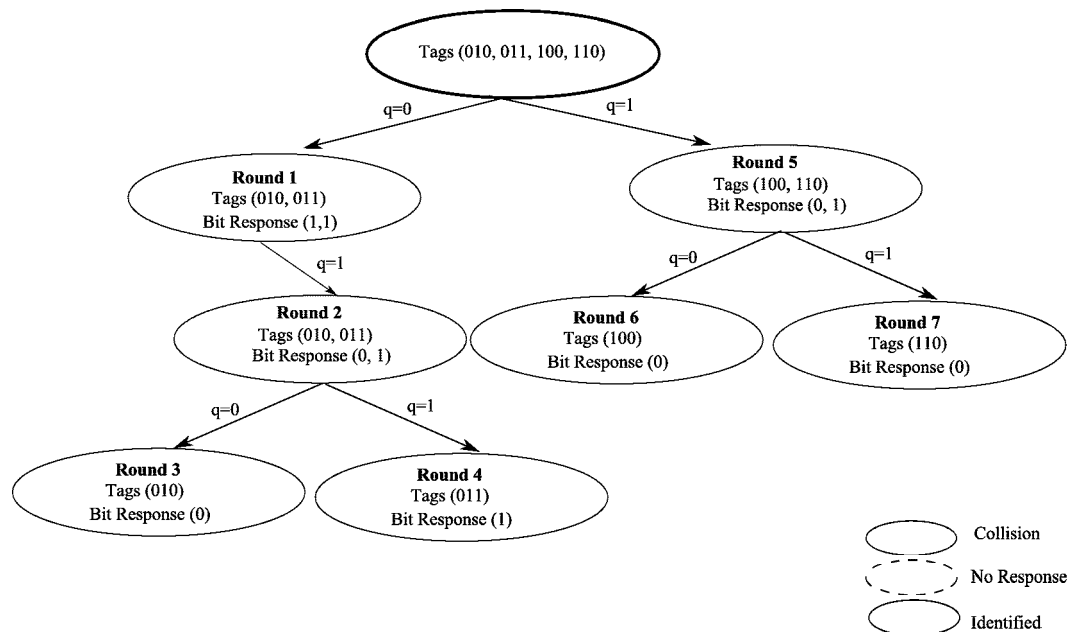 Tags (010, 011, 100, 110)
q=0
q=1
Round 1
Tags (010, 011)
Bit Response (1,1)
Round 5
Tags (100, 110)
Bit Response (0, 1)
q=1
q=0
q=1
Round 2
Tags (010, 011)
Bit Response (0, 1)
Round 6
Tags (100)
Bit Response (0)
Round 7
Tags (110)
Bit Response (0)
q=0
q=1
Round 3
Tags (010)
Bit Response (0)
Round 4
Tags (011)
Bit Response (1)
Collision
No Response
Identified